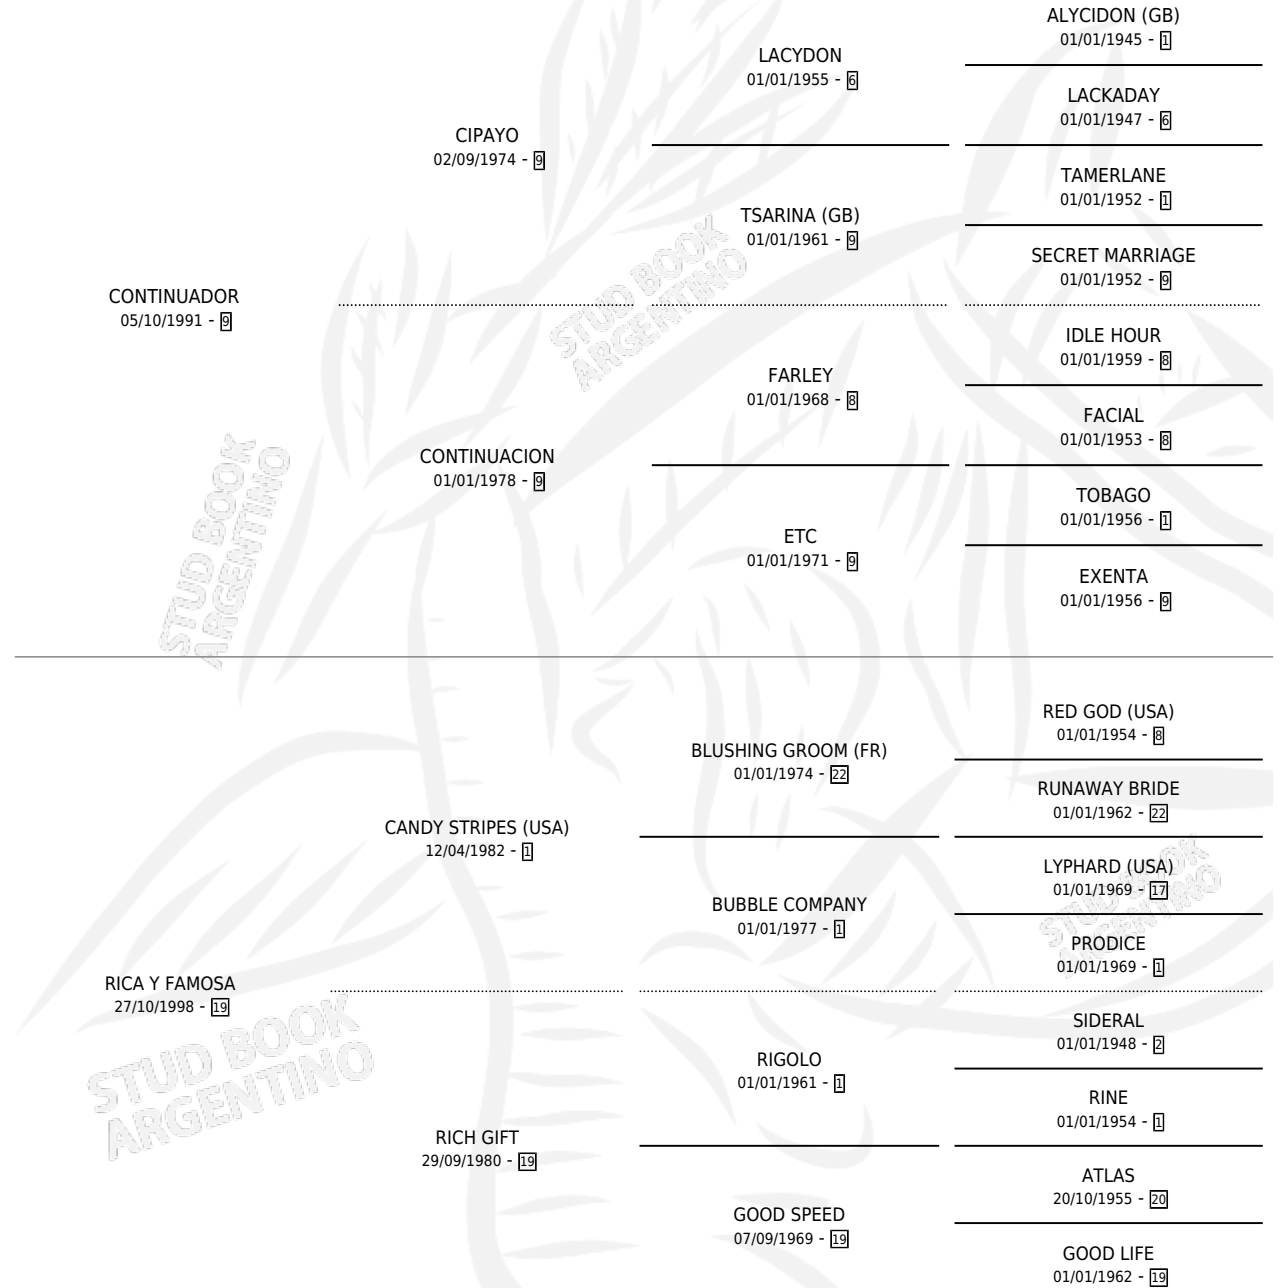 ALYCIDON (GB)
01/01/1945 - 1
LACYDON
01/01/1955 - 6
LACKADAY
01/01/1947 - 6
CIPAYO
02/09/1974 - 9
TAMERLANE
01/01/1952 - 1
TSARINA (GB)
01/01/1961 - 9
SECRET MARRIAGE
01/01/1952 - 9
CONTINUADOR
05/10/1991 - 9
IDLE HOUR
01/01/1959 - 8
FARLEY
01/01/1968 - 8
FACIAL
01/01/1953 - 8
CONTINUACION
01/01/1978 - 9
TOBAGO
01/01/1956 - 1
ETC
01/01/1971 - 9
EXENTA
01/01/1956 - 9
STUD BOOK
ARGENTINO
STUD BOOK
ARGENTINO
RED GOD (USA)
01/01/1954 - 8
BLUSHING GROOM (FR)
01/01/1974 - 22
RUNAWAY BRIDE
01/01/1962 - 22
CANDY STRIPES (USA)
12/04/1982 - 1
LYPHARD (USA)
01/01/1969 - 17
BUBBLE COMPANY
01/01/1977 - 1
PRODICE
01/01/1969 - 1
RICA Y FAMOSA
27/10/1998 - 19
SIDERAL
01/01/1948 - 2
RIGOLO
01/01/1961 - 1
RINE
01/01/1954 - 1
RICH GIFT
29/09/1980 - 19
ATLAS
20/10/1955 - 20
GOOD SPEED
07/09/1969 - 19
GOOD LIFE
01/01/1962 - 19
STUD BOOK
ARGENTINO
STUD BOOK
ARGENTINO